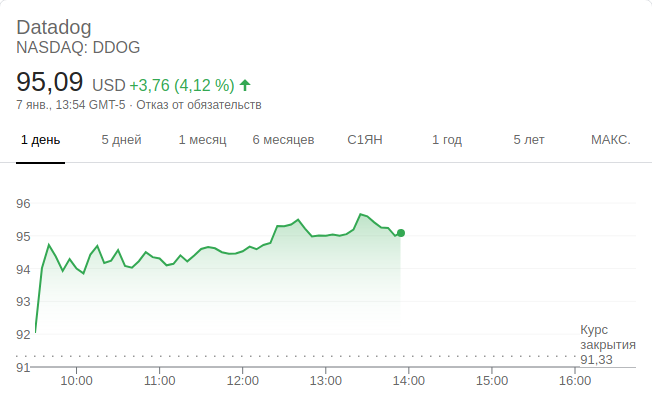 Datadog
NASDAQ: DDOG
95,09 USD +3,76 (4,12 %)
7 янв., 13:54 GMT-5 · Отказ от обязательств
1 день 5 дней 1 месяц 6 месяцев С1ЯН 1 год 5 лет МАКС.
96
95
94
93
92
91
Курс
закрытия
91,33
10:00 11:00 12:00 13:00 14:00 15:00 16:00